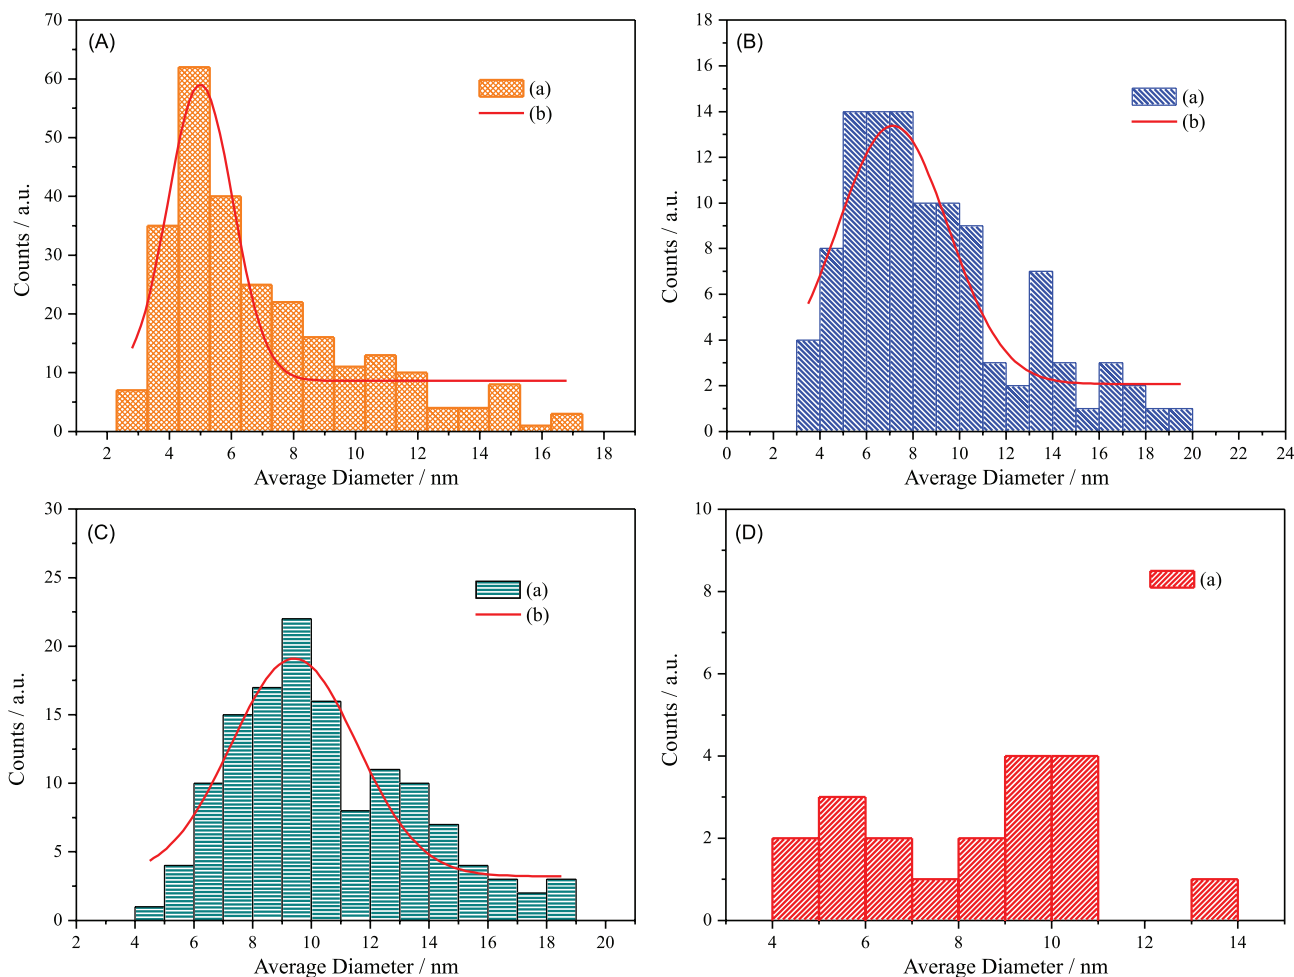 (A)
(a)
(b)
Counts / a.u.
70
60
50
40
30
20
10
0
2 4 6 8 10 12 14 16 18
Average Diameter / nm
(B)
(a)
(b)
Counts / a.u.
18
16
14
12
10
8
6
4
2
0
0 2 4 6 8 10 12 14 16 18 20 22 24
Average Diameter / nm
(C)
(a)
(b)
Counts / a.u.
30
25
20
15
10
5
0
2 4 6 8 10 12 14 16 18 20
Average Diameter / nm
(D)
(a)
Counts / a.u.
10
8
6
4
2
0
4 6 8 10 12 14
Average Diameter / nm